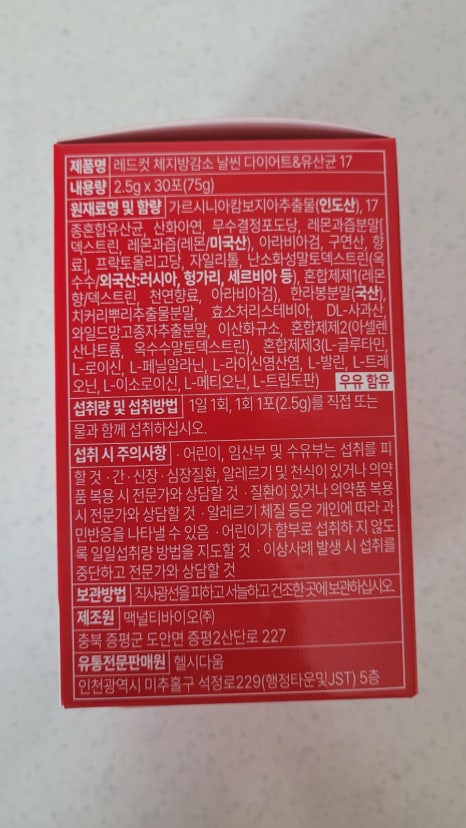 제품명 레드컷 체지방감소 날씬 다이어트&유산균 17
내용량 2.5g x 30포(75g)
원재료명 및 함량 가르시니아캄보지아추출물(인도산), 17
종혼합유산균, 산화아연, 무수결정포도당, 레몬과즙분말{
덱스트린, 레몬과즙(레몬/미국산), 아라비아검, 구연산, 향
료}, 프락토올리고당, 자일리톨, 난소화성말토덱스트린(옥
수수/외국산:러시아, 헝가리, 세르비아 등), 혼합제제1(레몬
향/덱스트린, 천연향료, 아라비아검), 한라봉분말(국산),
치커리뿌리추출물분말, 효소처리스테비아, DL-사과산,
와일드망고종자추출분말, 이산화규소, 혼합제제2(아셀렌
산나트륨, 옥수수말토덱스트린), 혼합제제3(L-글루타민,
L-로이신, L-페닐알라닌, L-라이신염산염, L-발린, L-트레
오닌, L-이소로이신, L-메티오닌, L-트립토판) 우유 함유
섭취량 및 섭취방법 1일 1회, 1회 1포(2.5g)를 직접 또는
물과 함께 섭취하십시오.
섭취 시 주의사항 · 어린이, 임산부 및 수유부는 섭취를 피
할 것 · 간 · 신장 · 심장질환, 알레르기 및 천식이 있거나 의약
품 복용 시 전문가와 상담할 것 · 질환이 있거나 의약품 복용
시 전문가와 상담할 것 · 알레르기 체질 등은 개인에 따라 과
민반응을 나타낼 수 있음 · 어린이가 함부로 섭취하지 않도
록 일일섭취량 방법을 지도할 것 · 이상사례 발생 시 섭취를
중단하고 전문가와 상담할 것
보관방법 직사광선을 피하고 서늘하고 건조한 곳에 보관하십시오.
제조원 맥널티바이오(주)
충북 증평군 도안면 증평2산단로 227
유통전문판매원 헬시다움
인천광역시 미추홀구 석정로229(행정타운및JST) 5층